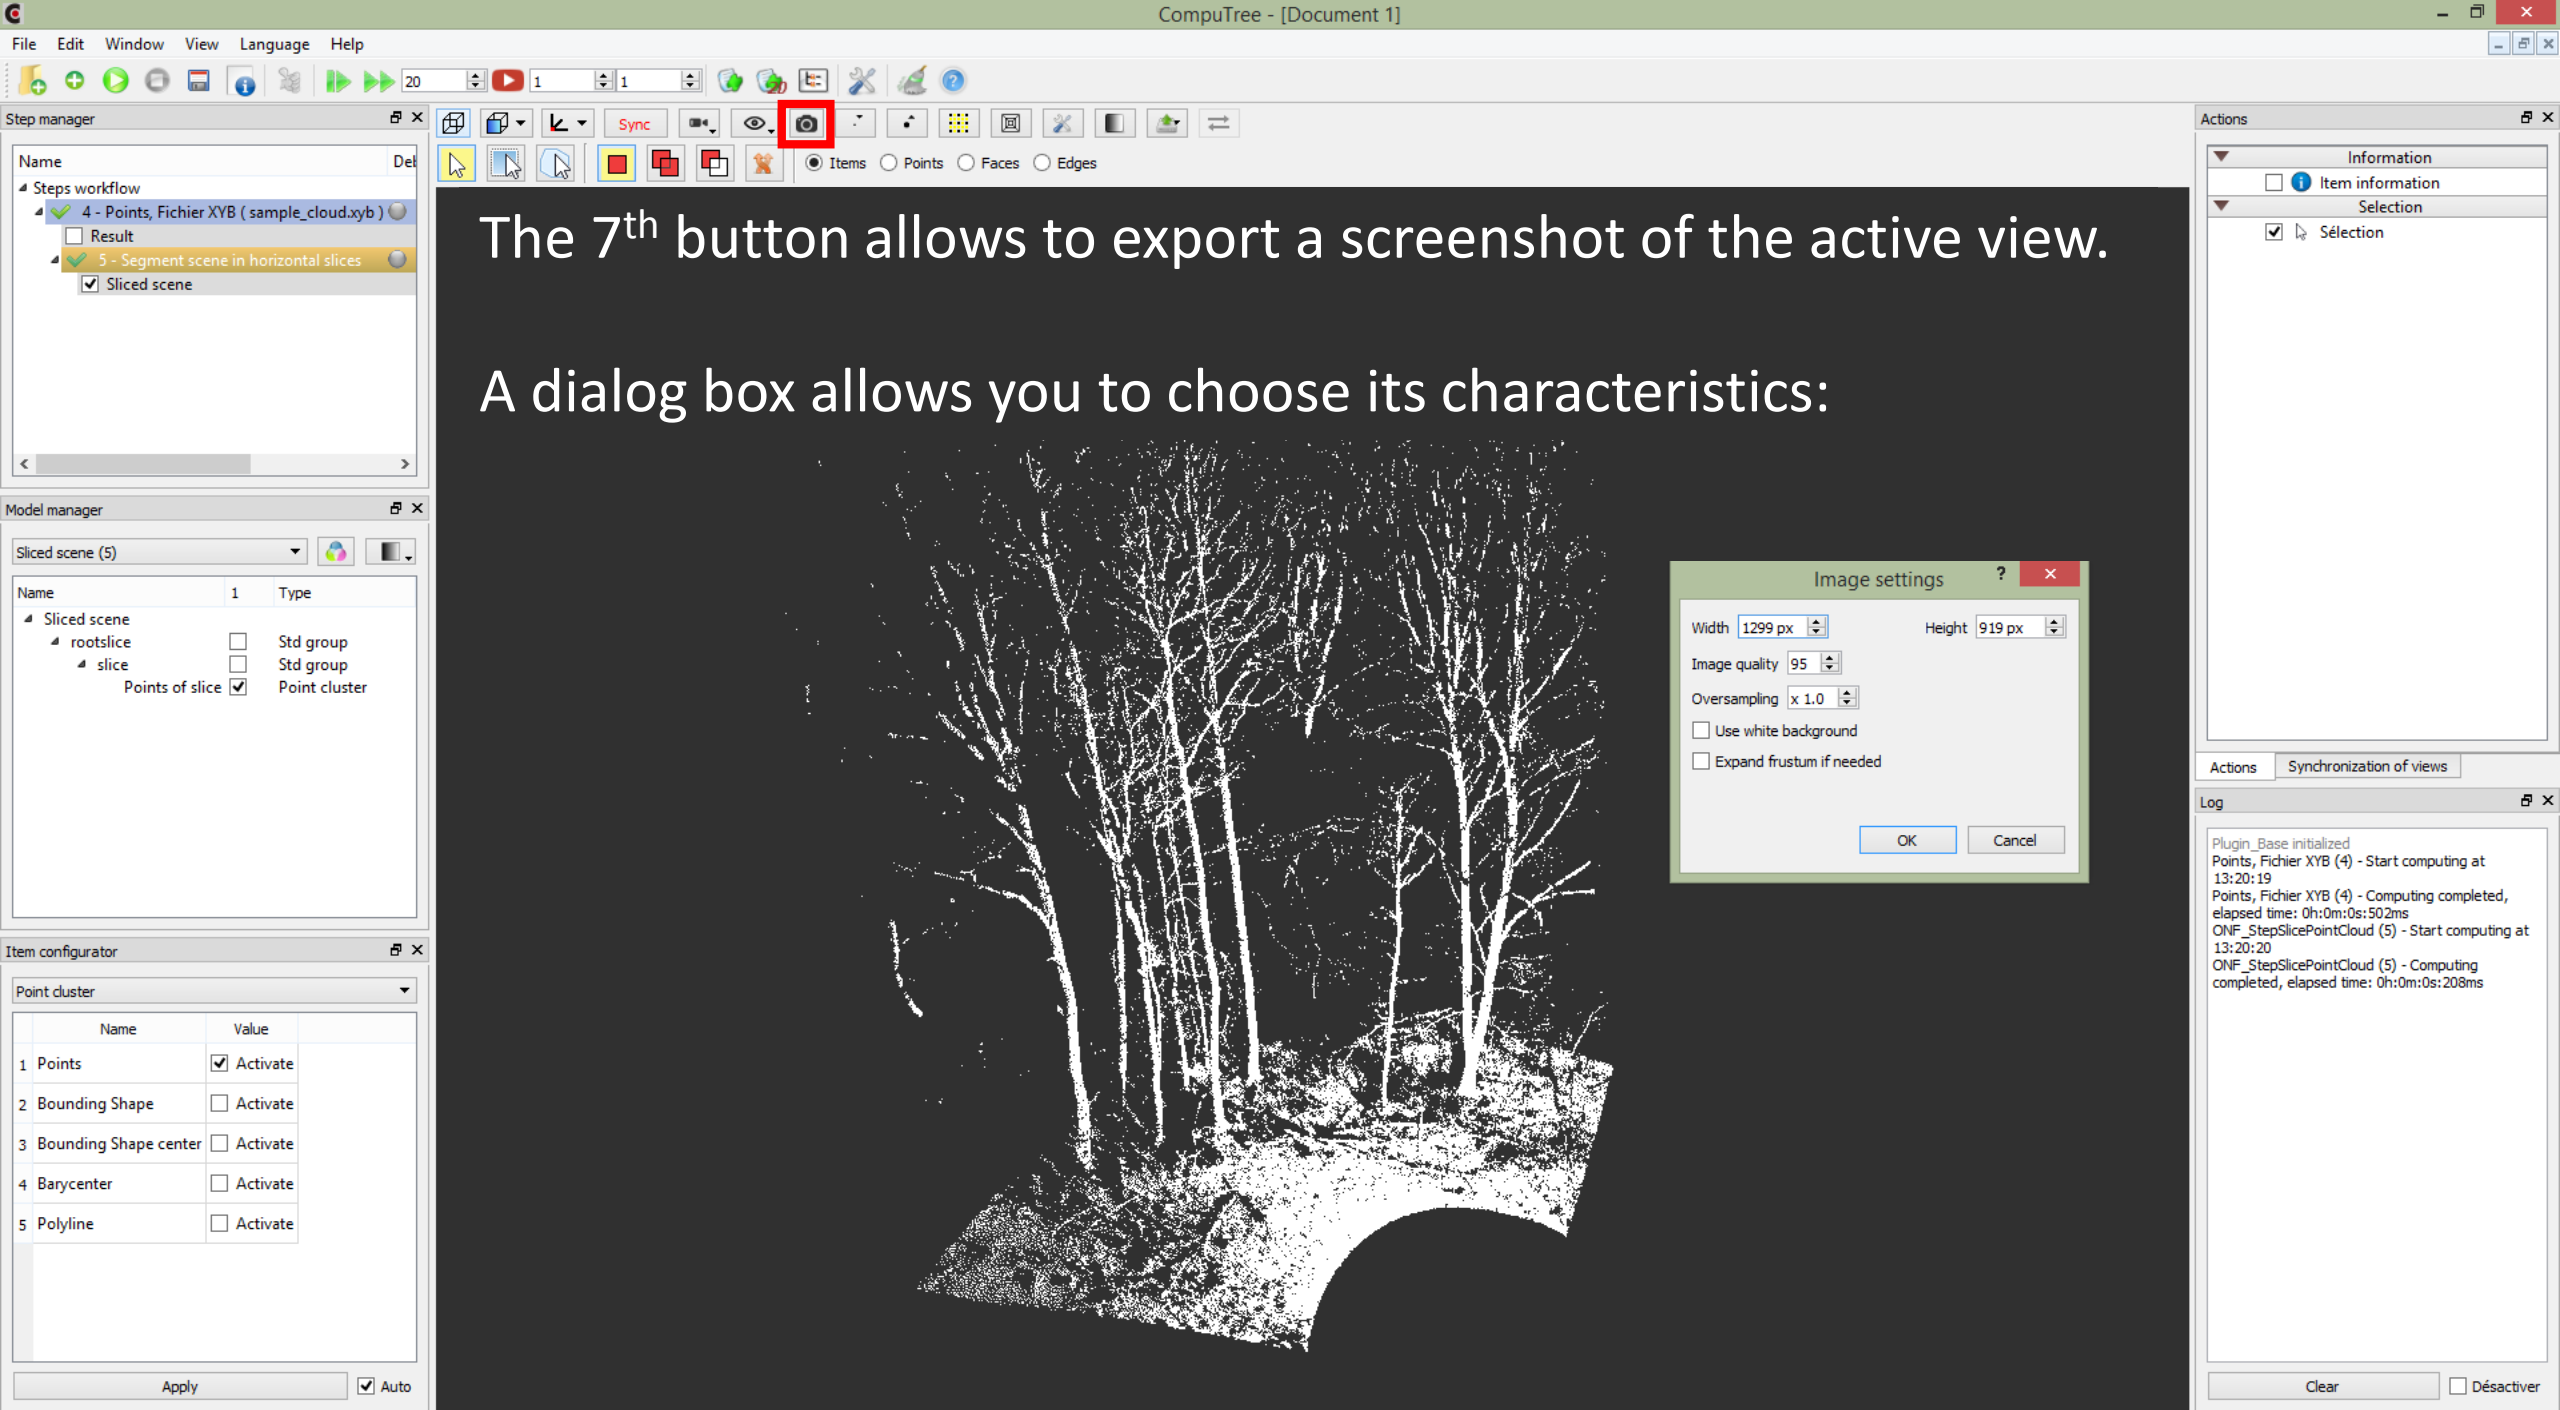 CompuTree - [Document 1]
File Edit Window View Language Help
20 1 1
Step manager
Name Del
Steps workflow
4 - Points, Fichier XYB ( sample_cloud.xyb )
Result
5 - Segment scene in horizontal slices
Sliced scene
Model manager
Sliced scene (5)
Name 1 Type
Sliced scene
rootslice Std group
slice Std group
Points of slice Point cluster
Item configurator
Point cluster
Name Value
1 Points Activate
2 Bounding Shape Activate
3 Bounding Shape center Activate
4 Barycenter Activate
5 Polyline Activate
Apply Auto
Sync
Items Points Faces Edges
The 7th button allows to export a screenshot of the active view.
A dialog box allows you to choose its characteristics:
Image settings ?
Width 1299 px Height 919 px
Image quality 95
Oversampling x 1.0
Use white background
Expand frustum if needed
OK Cancel
Actions
Information
Item information
Selection
Sélection
Actions Synchronization of views
Log
Plugin_Base initialized
Points, Fichier XYB (4) - Start computing at
13:20:19
Points, Fichier XYB (4) - Computing completed,
elapsed time: 0h:0m:0s:502ms
ONF_StepSlicePointCloud (5) - Start computing at
13:20:20
ONF_StepSlicePointCloud (5) - Computing
completed, elapsed time: 0h:0m:0s:208ms
Clear Désactiver